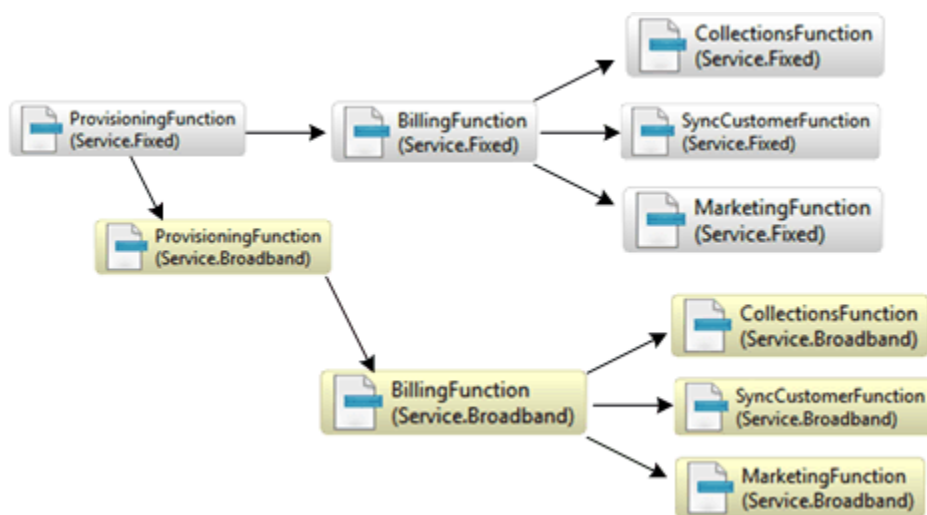 CollectionsFunction
(Service.Fixed)
ProvisioningFunction
(Service.Fixed)
BillingFunction
(Service.Fixed)
SyncCustomerFunction
(Service.Fixed)
MarketingFunction
(Service.Fixed)
ProvisioningFunction
(Service.Broadband)
CollectionsFunction
(Service.Broadband)
BillingFunction
(Service.Broadband)
SyncCustomerFunction
(Service.Broadband)
MarketingFunction
(Service.Broadband)